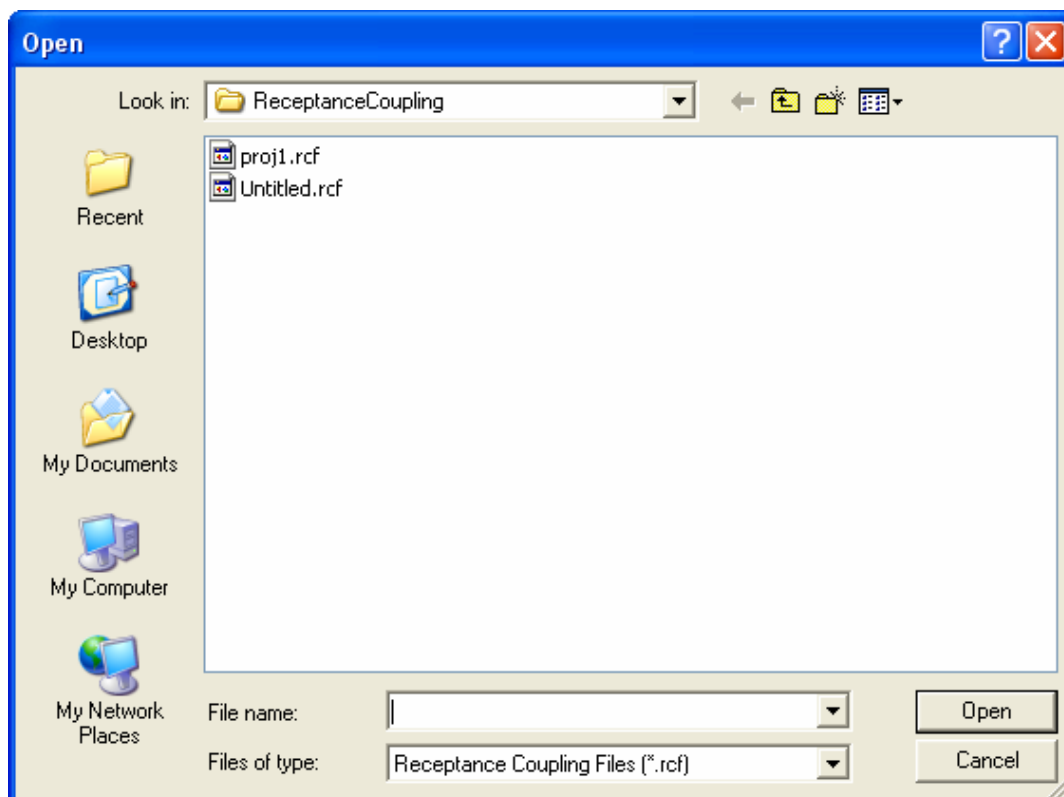 Open
Look in: ReceptanceCoupling
proj1.rcf
Untitled.rcf
Recent
Desktop
My Documents
My Computer
My Network
Places
File name:
Open
Files of type: Receptance Coupling Files (*.rcf)
Cancel